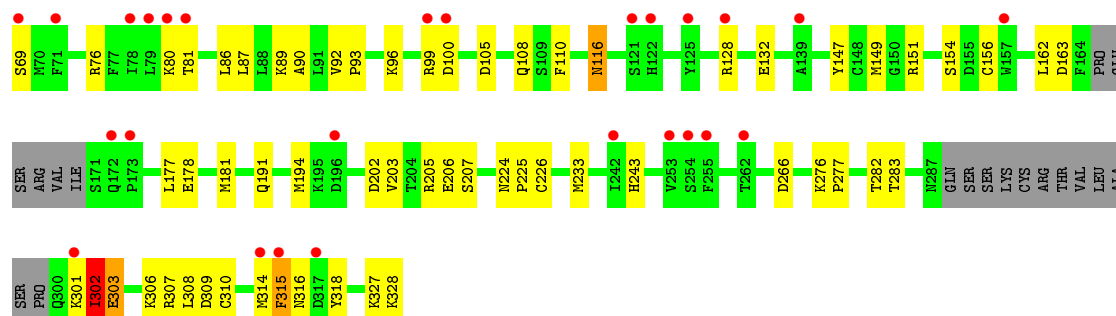 S69 M70 F71 R76 F77 I78 L79 K80 T81 L86 L87 L88 K89 A90 L91 V92 P93 K96 R99 D100 D105 Q108 S109 F110 N116 S121 H122 Y125 R128 E132 A139 Y147 C148 M149 G150 R151 S154 D155 C156 W157 L162 D163 F164 PRO
SER ARG VAL ILE S171 Q172 P173 L177 E178 M181 Q191 M194 K195 D196 D202 V203 T204 R205 E206 S207 N224 P225 C226 M233 I242 H243 V253 S254 F255 T262 D266 K276 P277 T282 T283 N287 GLN SER SER LYS CYS ARG THR VAL LEU ALA
SER PRO Q300 K301 I302 E303 K306 R307 L308 D309 C310 M314 F315 N316 D317 Y318 K327 K328